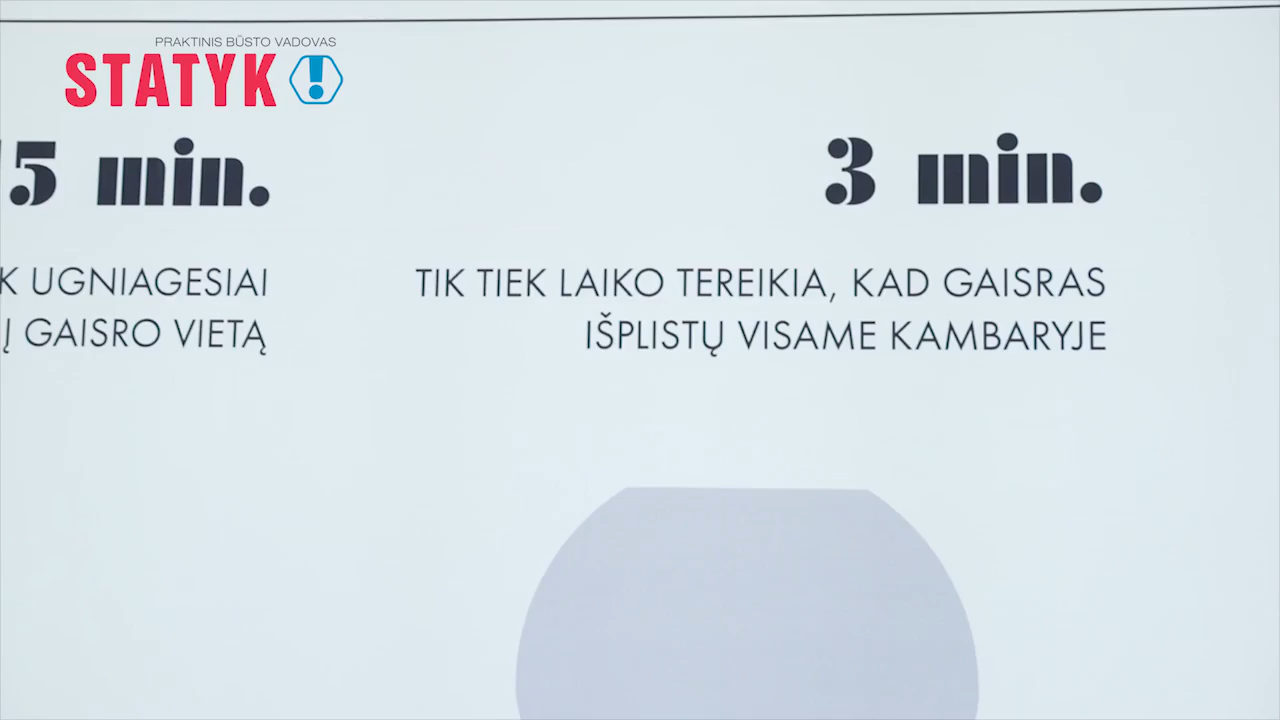 PRAKTINIS BŪSTO VADOVAS
STATYK!
5 min.
UGNIAGESIAI
Į GAISRO VIETĄ
3 min.
TIK TIEK LAIKO TEREIKIA, KAD GAISRAS
IŠPLISTŲ VISAME KAMBARYJE